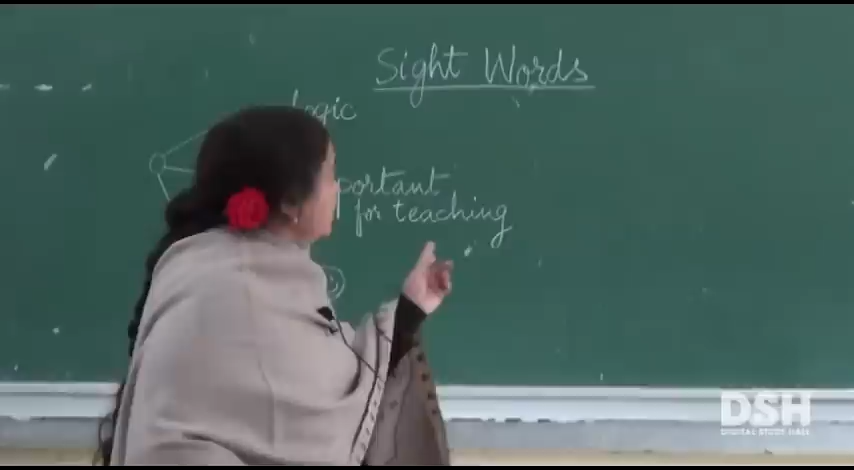 Sight Words
logic
portant
for teaching
DSH
DIGITAL STUDY HALL